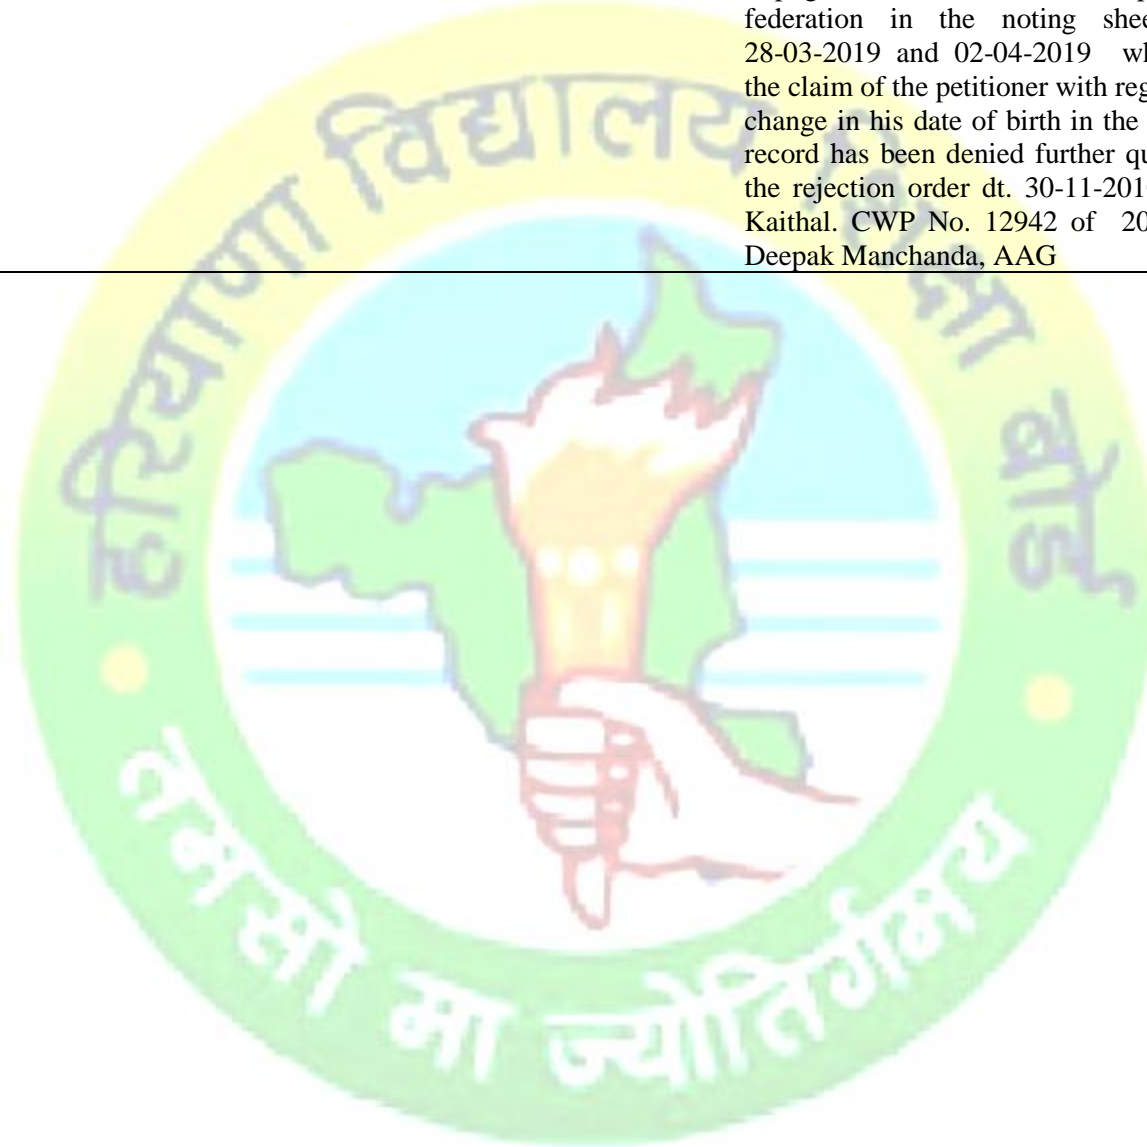 federation in the noting
28-03-2019 and 02-04-2019
the claim of the petitioner with
change in his date of birth in the
record has been denied further
the rejection order dt.
Kaithal. CWP No. 12942 of
Deepak Manchanda, AAG
हरियाणा विद्यालय शिक्षा बोर्ड
तमसो मा ज्योतिर्गमय